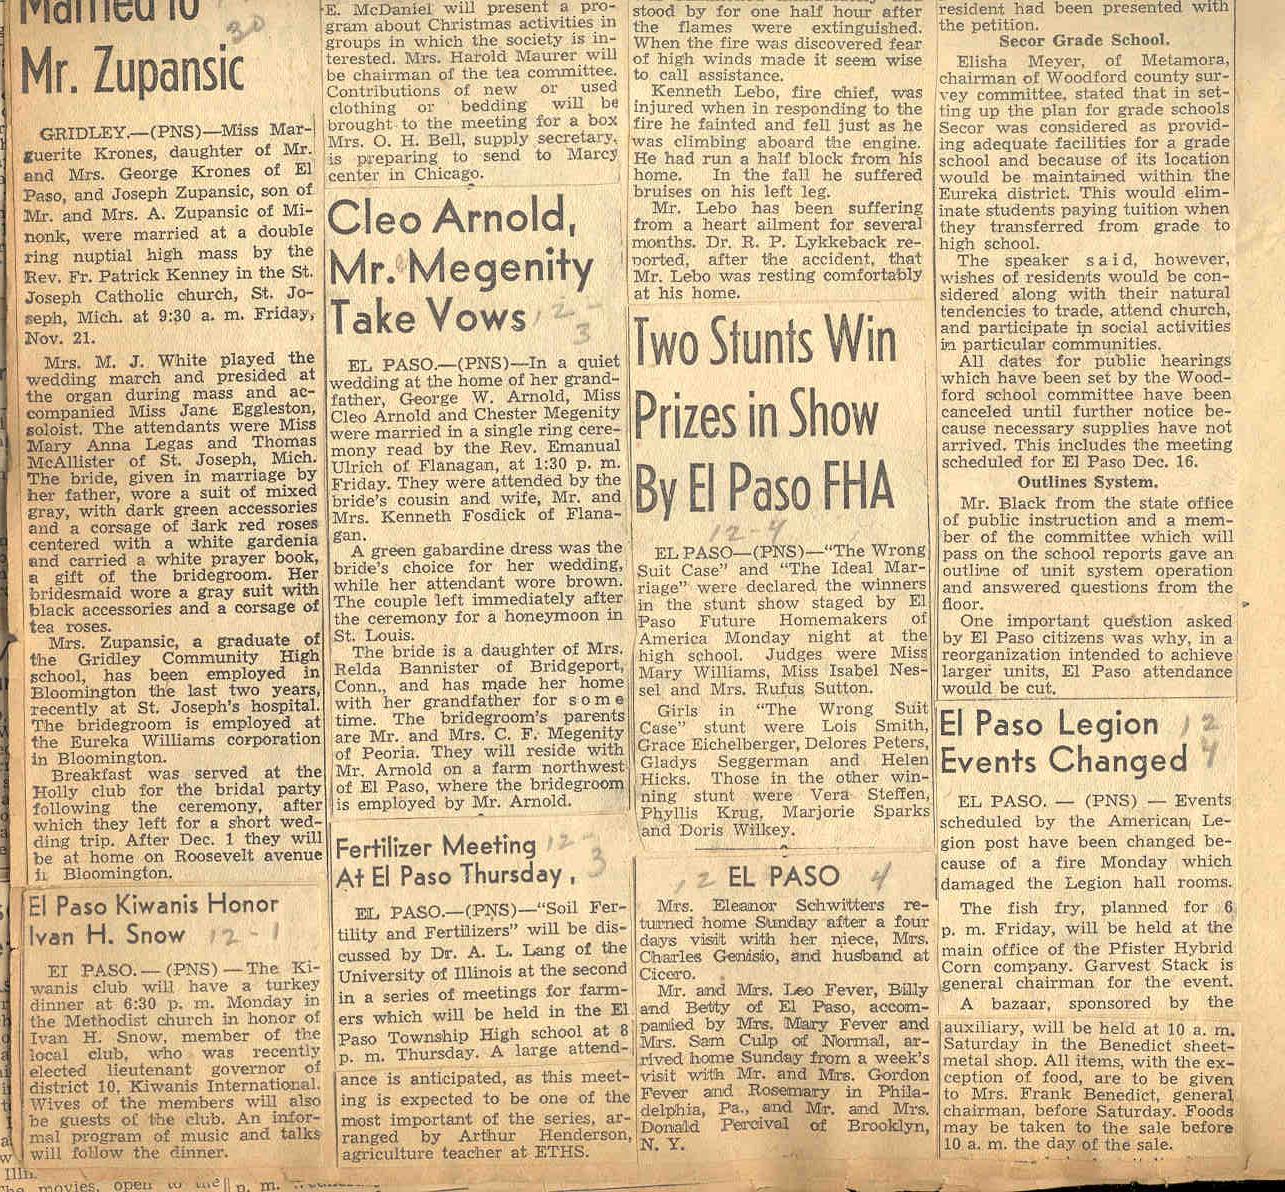 Married to
30
Mr. Zupansic
GRIDLEY.—(PNS)—Miss Mar-
guerite Krones, daughter of Mr.
and Mrs. George Krones of El
Paso, and Joseph Zupansic, son of
Mr. and Mrs. A. Zupansic of Mi-
nonk, were married at a double
ring nuptial high mass by the
Rev. Fr. Patrick Kenney in the St.
Joseph Catholic church, St. Jo-
seph, Mich. at 9:30 a. m. Friday,
Nov. 21.
Mrs. M. J. White played the
wedding march and presided at
the organ during mass and ac-
companied Miss Jane Eggleston,
soloist. The attendants were Miss
Mary Anna Legas and Thomas
McAllister of St. Joseph, Mich.
The bride, given in marriage by
her father, wore a suit of mixed
gray, with dark green accessories
and a corsage of dark red roses
centered with a white gardenia
and carried a white prayer book,
a gift of the bridegroom. Her
bridesmaid wore a gray suit with
black accessories and a corsage of
tea roses.
Mrs. Zupansic, a graduate of
the Gridley Community High
school, has been employed in
Bloomington the last two years,
recently at St. Joseph's hospital.
The bridegroom is employed at
the Eureka Williams corporation
in Bloomington.
Breakfast was served at the
Holly club for the bridal party
following the ceremony, after
which they left for a short wed-
ding trip. After Dec. 1 they will
be at home on Roosevelt avenue
in Bloomington.
El Paso Kiwanis Honor
Ivan H. Snow 12-1
El PASO.—(PNS)—The Ki-
wanis club will have a turkey
dinner at 6:30 p. m. Monday in
the Methodist church in honor of
Ivan H. Snow, member of the
local club, who was recently
elected lieutenant governor of
district 10, Kiwanis International.
Wives of the members will also
be guests of the club. An infor-
mal program of music and talks
will follow the dinner.
Illn.
movies, open to the p. m.
E. McDaniel will present a pro-
gram about Christmas activities in
groups in which the society is in-
terested. Mrs. Harold Maurer will
be chairman of the tea committee.
Contributions of new or used
clothing or bedding will be
brought to the meeting for a box
Mrs. O. H. Bell, supply secretary,
is preparing to send to Marcy
center in Chicago.
Cleo Arnold,
Mr. Megenity
Take Vows 12-
3
EL PASO.—(PNS)—In a quiet
wedding at the home of her grand-
father, George W. Arnold, Miss
Cleo Arnold and Chester Megenity
were married in a single ring cere-
mony read by the Rev. Emanual
Ulrich of Flanagan, at 1:30 p. m.
Friday. They were attended by the
bride's cousin and wife, Mr. and
Mrs. Kenneth Fosdick of Flana-
gan.
A green gabardine dress was the
bride's choice for her wedding,
while her attendant wore brown.
The couple left immediately after
the ceremony for a honeymoon in
St. Louis.
The bride is a daughter of Mrs.
Relda Bannister of Bridgeport,
Conn., and has made her home
with her grandfather for some
time. The bridegroom's parents
are Mr. and Mrs. C. F. Megenity
of Peoria. They will reside with
Mr. Arnold on a farm northwest
of El Paso, where the bridegroom
is employed by Mr. Arnold.
Fertilizer Meeting 12-
At El Paso Thursday, 3
EL PASO.—(PNS)—"Soil Fer-
tility and Fertilizers" will be dis-
cussed by Dr. A. L. Lang of the
University of Illinois at the second
in a series of meetings for farm-
ers which will be held in the El
Paso Township High school at 8
p. m. Thursday. A large attend-
ance is anticipated, as this meet-
ing is expected to be one of the
most important of the series, ar-
ranged by Arthur Henderson,
agriculture teacher at ETHS.
stood by for one half hour after
the flames were extinguished.
When the fire was discovered fear
of high winds made it seem wise
to call assistance.
Kenneth Lebo, fire chief, was
injured when in responding to the
fire he fainted and fell just as he
was climbing aboard the engine.
He had run a half block from his
home. In the fall he suffered
bruises on his left leg.
Mr. Lebo has been suffering
from a heart ailment for several
months. Dr. R. P. Lykkeback re-
ported, after the accident, that
Mr. Lebo was resting comfortably
at his home.
Two Stunts Win
Prizes in Show
By El Paso FHA
12-4
EL PASO—(PNS)—"The Wrong
Suit Case" and "The Ideal Mar-
riage" were declared the winners
in the stunt show staged by El
Paso Future Homemakers of
America Monday night at the
high school. Judges were Miss
Mary Williams, Miss Isabel Nes-
sel and Mrs. Rufus Sutton.
Girls in "The Wrong Suit
Case" stunt were Lois Smith,
Grace Eichelberger, Delores Peters,
Gladys Seggerman and Helen
Hicks. Those in the other win-
ning stunt were Vera Steffen,
Phyllis Krug, Marjorie Sparks
and Doris Wilkey.
12 EL PASO 4
Mrs. Eleanor Schwitters re-
turned home Sunday after a four
days visit with her niece, Mrs.
Charles Genisio, and husband at
Cicero.
Mr. and Mrs. Leo Fever, Billy
and Betty of El Paso, accom-
panied by Mrs. Mary Fever and
Mrs. Sam Culp of Normal, ar-
rived home Sunday from a week's
visit with Mr. and Mrs. Gordon
Fever and Rosemary in Phila-
delphia, Pa., and Mr. and Mrs.
Donald Percival of Brooklyn,
N. Y.
resident had been presented with
the petition.
Secor Grade School.
Elisha Meyer, of Metamora,
chairman of Woodford county sur-
vey committee, stated that in set-
ting up the plan for grade schools
Secor was considered as provid-
ing adequate facilities for a grade
school and because of its location
would be maintained within the
Eureka district. This would elim-
inate students paying tuition when
they transferred from grade to
high school.
The speaker said, however,
wishes of residents would be con-
sidered along with their natural
tendencies to trade, attend church,
and participate in social activities
in particular communities.
All dates for public hearings
which have been set by the Wood-
ford school committee have been
canceled until further notice be-
cause necessary supplies have not
arrived. This includes the meeting
scheduled for El Paso Dec. 16.
Outlines System.
Mr. Black from the state office
of public instruction and a mem-
ber of the committee which will
pass on the school reports gave an
outline of unit system operation
and answered questions from the
floor.
One important question asked
by El Paso citizens was why, in a
reorganization intended to achieve
larger units, El Paso attendance
would be cut.
El Paso Legion 12
Events Changed 4
EL PASO. — (PNS) — Events
scheduled by the American Le-
gion post have been changed be-
cause of a fire Monday which
damaged the Legion hall rooms.
The fish fry, planned for 6
p. m. Friday, will be held at the
main office of the Pfister Hybrid
Corn company. Garvest Stack is
general chairman for the event.
A bazaar, sponsored by the
auxiliary, will be held at 10 a. m.
Saturday in the Benedict sheet-
metal shop. All items, with the ex-
ception of food, are to be given
to Mrs. Frank Benedict, general
chairman, before Saturday. Foods
may be taken to the sale before
10 a. m. the day of the sale.